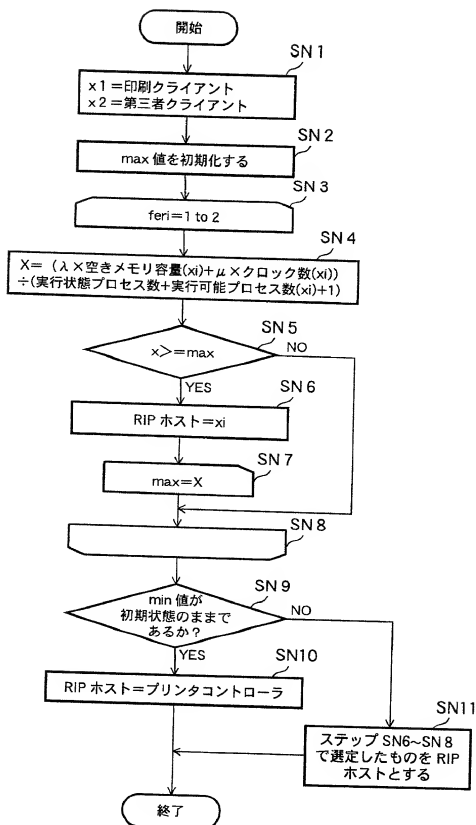 開始
SN1
x1＝印刷クライアント
x2＝第三者クライアント
SN2
max 値を初期化する
SN3
feri＝1 to 2
SN4
X＝（λ×空きメモリ容量(xi)+μ×クロック数(xi)）
÷(実行状態プロセス数+実行可能プロセス数(xi)+1)
SN5
x＞＝max
NO
YES
SN6
RIP ホスト＝xi
SN7
max＝X
SN8
SN9
min 値が
初期状態のままで
あるか？
NO
YES
SN10
RIP ホスト＝プリンタコントローラ
SN11
ステップ SN6~SN8
で選定したものを RIP
ホストとする
終了